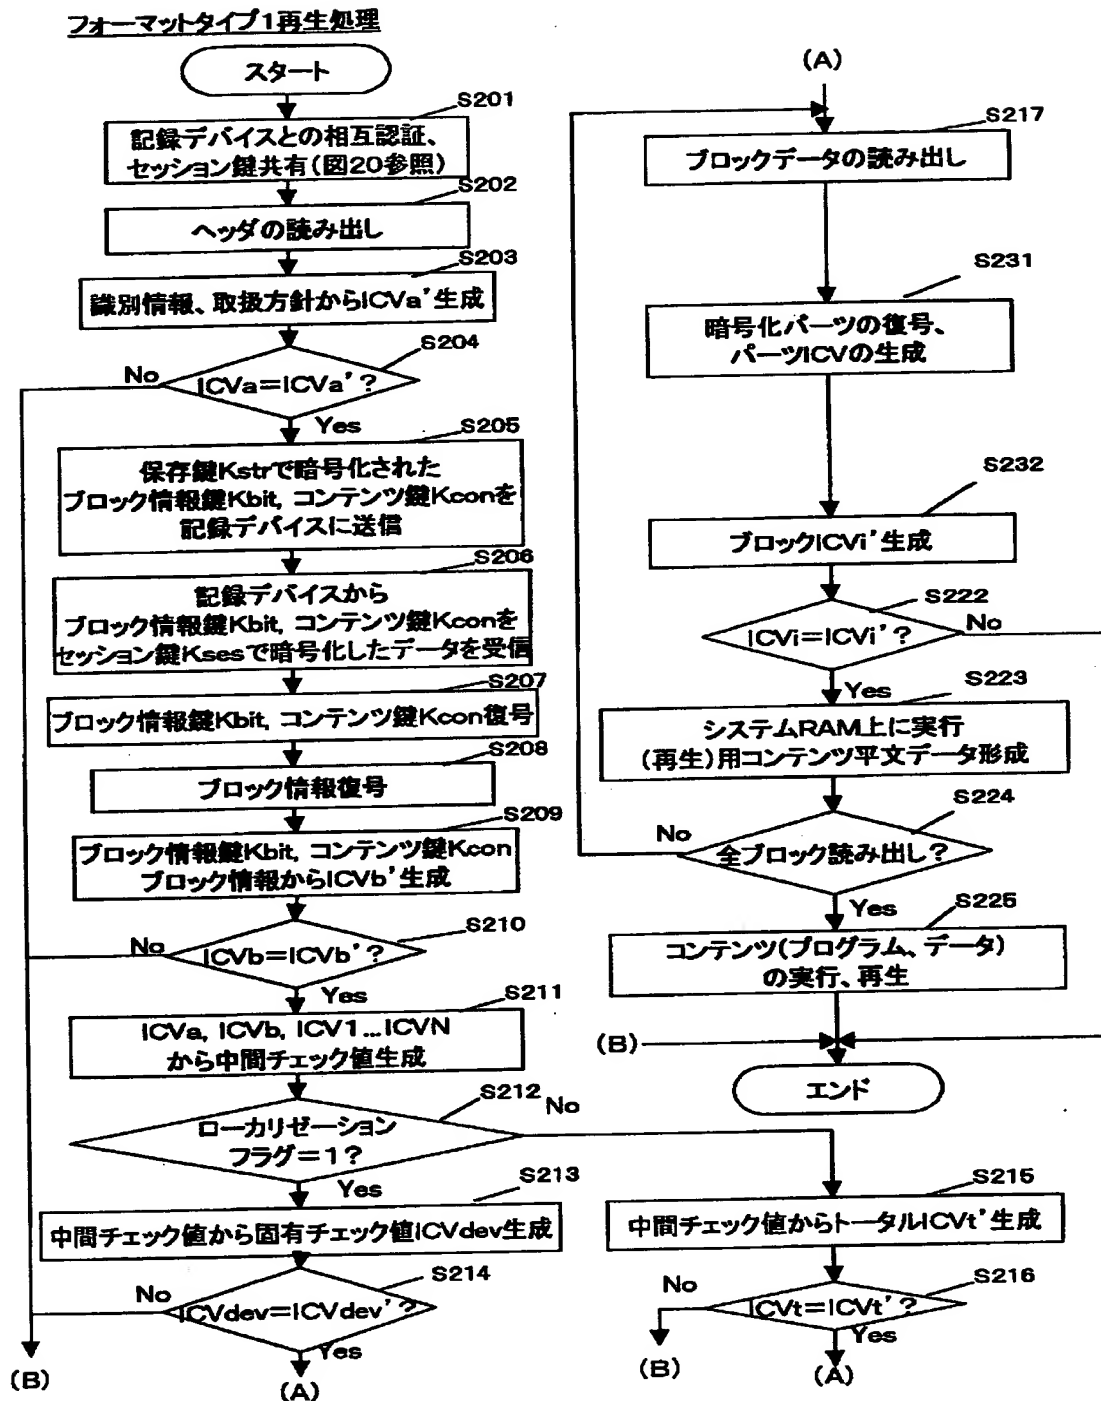 フォーマットタイプ1再生処理
スタート
S201
記録デバイスとの相互認証、
セッション鍵共有(図20参照)
S202
ヘッダの読み出し
S203
識別情報、取扱方針からICVa'生成
S204
ICVa=ICVa'?
No
Yes
S205
保存鍵Kstrで暗号化された
ブロック情報鍵Kbit, コンテンツ鍵Kconを
記録デバイスに送信
S206
記録デバイスから
ブロック情報鍵Kbit, コンテンツ鍵Kconを
セッション鍵Ksesで暗号化したデータを受信
S207
ブロック情報鍵Kbit, コンテンツ鍵Kcon復号
S208
ブロック情報復号
S209
ブロック情報鍵Kbit, コンテンツ鍵Kcon
ブロック情報からICVb'生成
S210
ICVb=ICVb'?
No
Yes
S211
ICVa, ICVb, ICV1...ICVN
から中間チェック値生成
S212
ローカリゼーション
フラグ=1?
No
Yes
S213
中間チェック値から固有チェック値ICVdev生成
S214
ICVdev=ICVdev'?
No
Yes
(B)
(A)
S215
中間チェック値からトータルICVt'生成
S216
ICVt=ICVt'?
No
Yes
(B)
(A)
(A)
S217
ブロックデータの読み出し
S231
暗号化パーツの復号、
パーツICVの生成
S232
ブロックICVi'生成
S222
ICVi=ICVi'?
No
Yes
S223
システムRAM上に実行
(再生)用コンテンツ平文データ形成
S224
全ブロック読み出し?
No
Yes
S225
コンテンツ(プログラム、データ)
の実行、再生
(B)
エンド